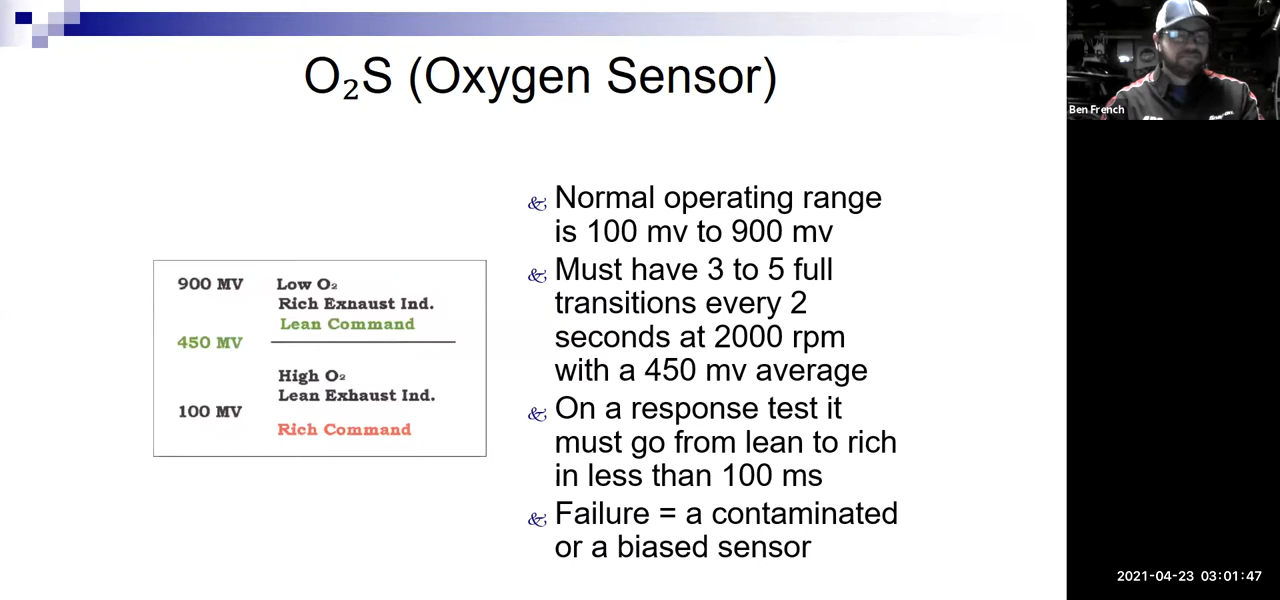 O₂S (Oxygen Sensor)
Ben French
Normal operating range
is 100 mv to 900 mv
Must have 3 to 5 full
transitions every 2
seconds at 2000 rpm
with a 450 mv average
On a response test it
must go from lean to rich
in less than 100 ms
Failure = a contaminated
or a biased sensor
900 MV Low O₂
Rich Exnaust Ind.
Lean Command
450 MV
High O₂
Lean Exhaust Ind.
100 MV
Rich Command
2021-04-23 03:01:47